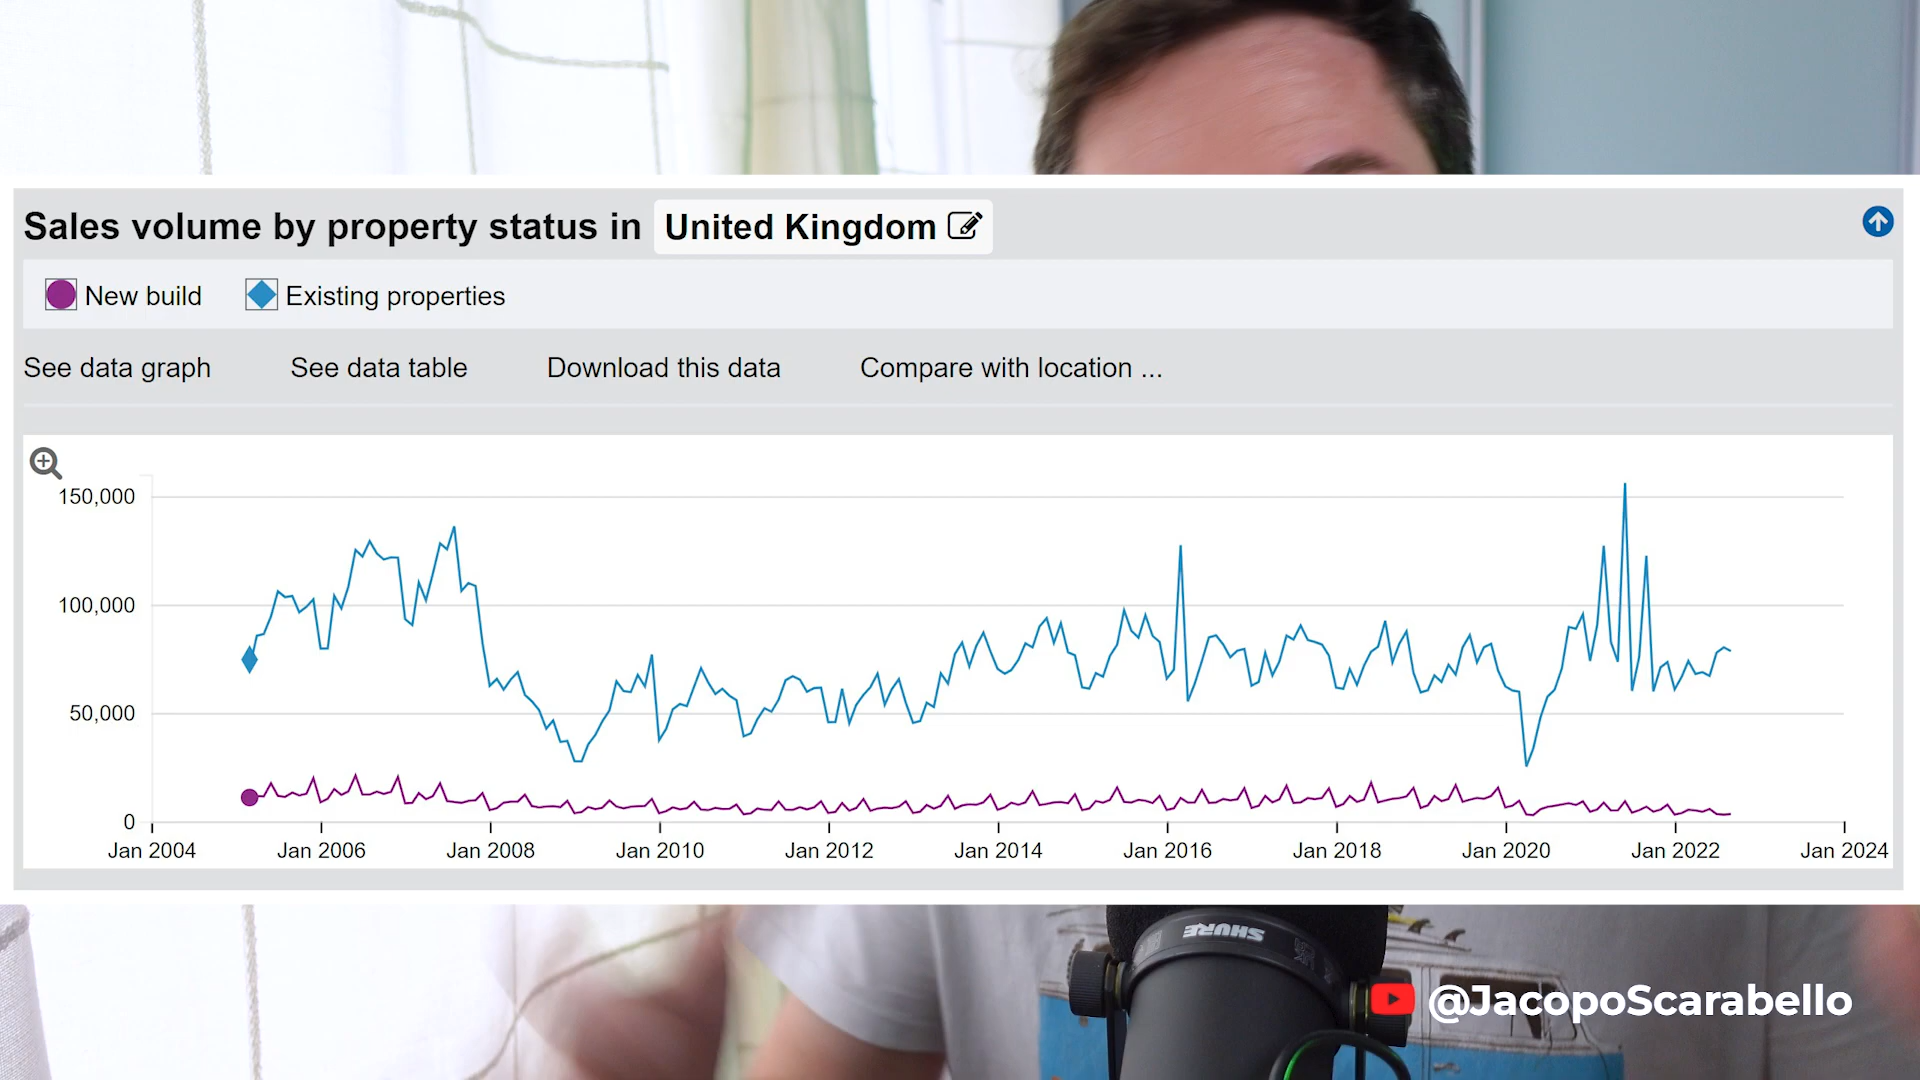 Sales volume by property status in United Kingdom
New build Existing properties
See data graph See data table Download this data Compare with location ...
150,000
100,000
50,000
0
Jan 2004 Jan 2006 Jan 2008 Jan 2010 Jan 2012 Jan 2014 Jan 2016 Jan 2018 Jan 2020 Jan 2022 Jan 2024
SHURE
@JacopoScarabello